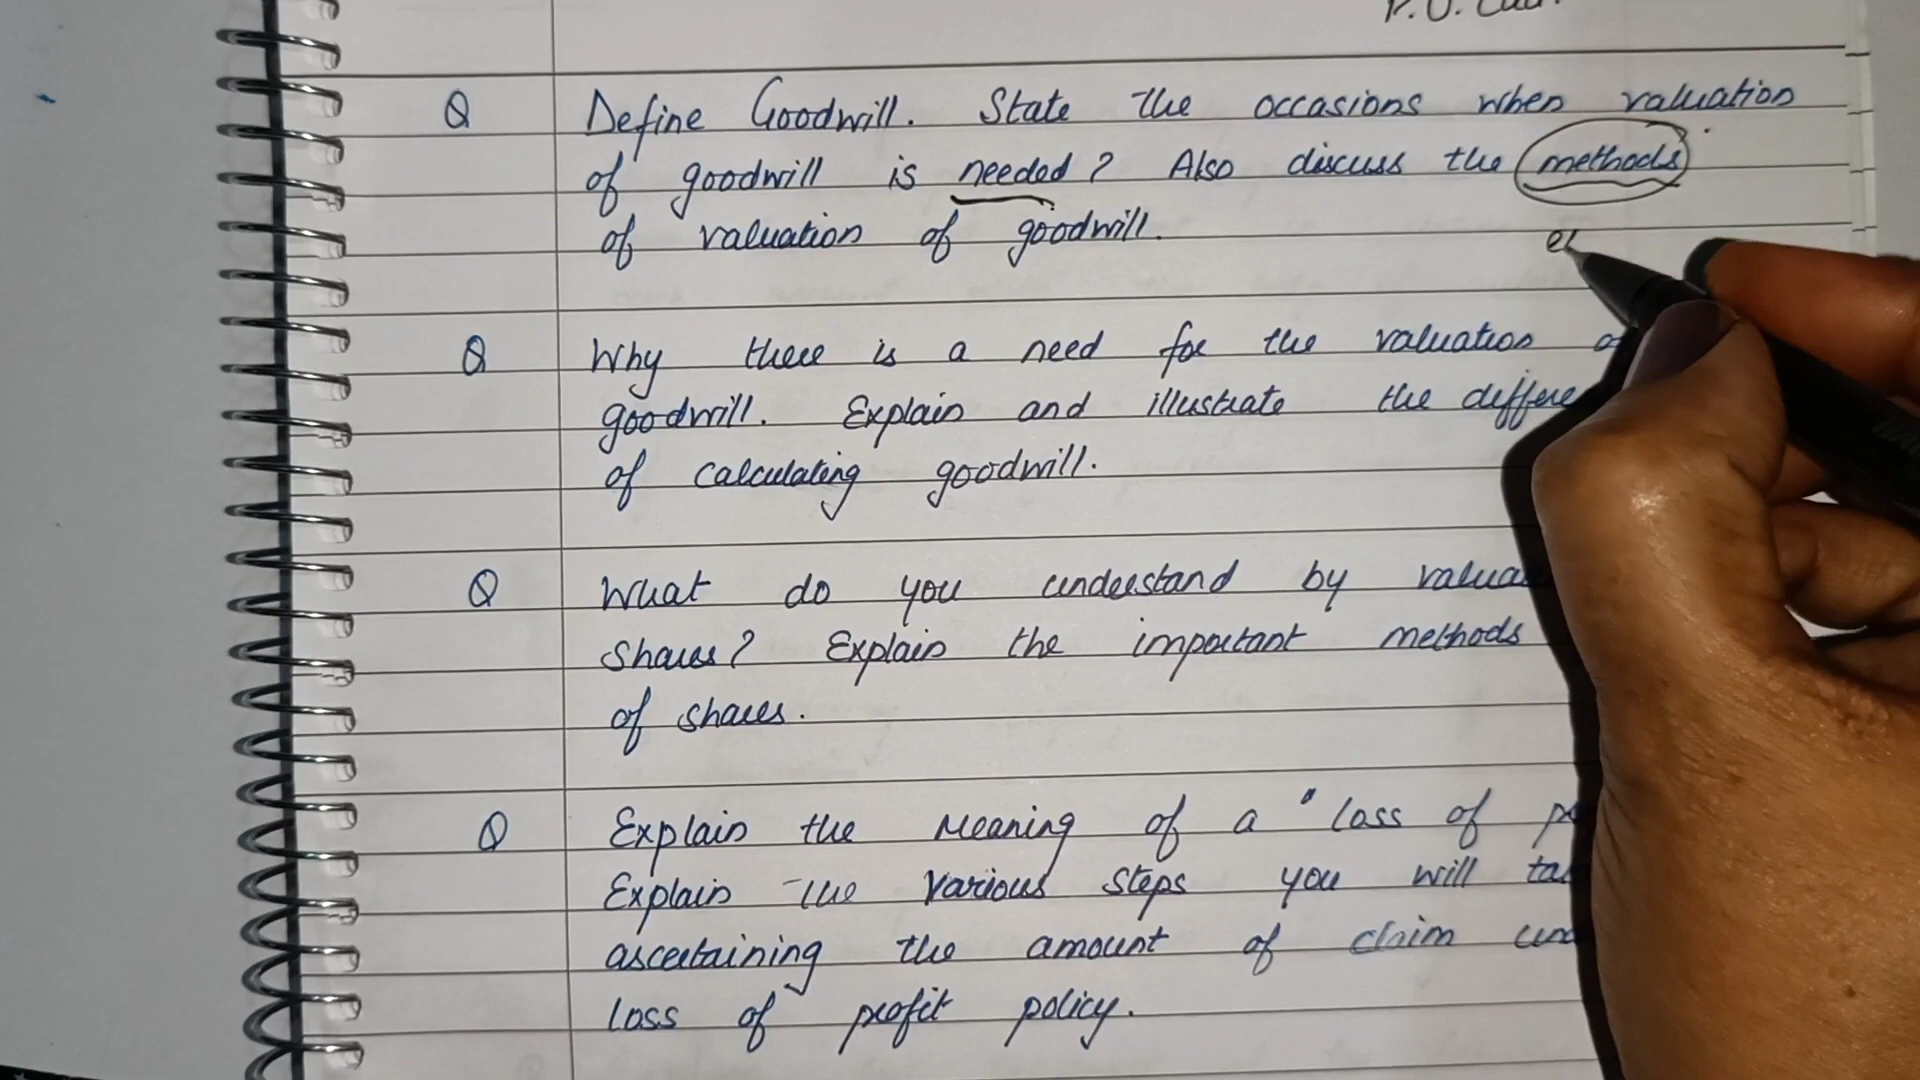 P. U. 
Q Define Goodwill. State the occasions when valuation
of goodwill is needed? Also discuss the methods
of valuation of goodwill.
Q Why there is a need for the valuation
goodwill. Explain and illustrate the
of calculating goodwill.
Q What do you understand by
shares? Explain the important methods
of shares.
Q Explain the Meaning of a "loss of
Explain the various steps you will
ascertaining the amount of claim
loss of profit policy.